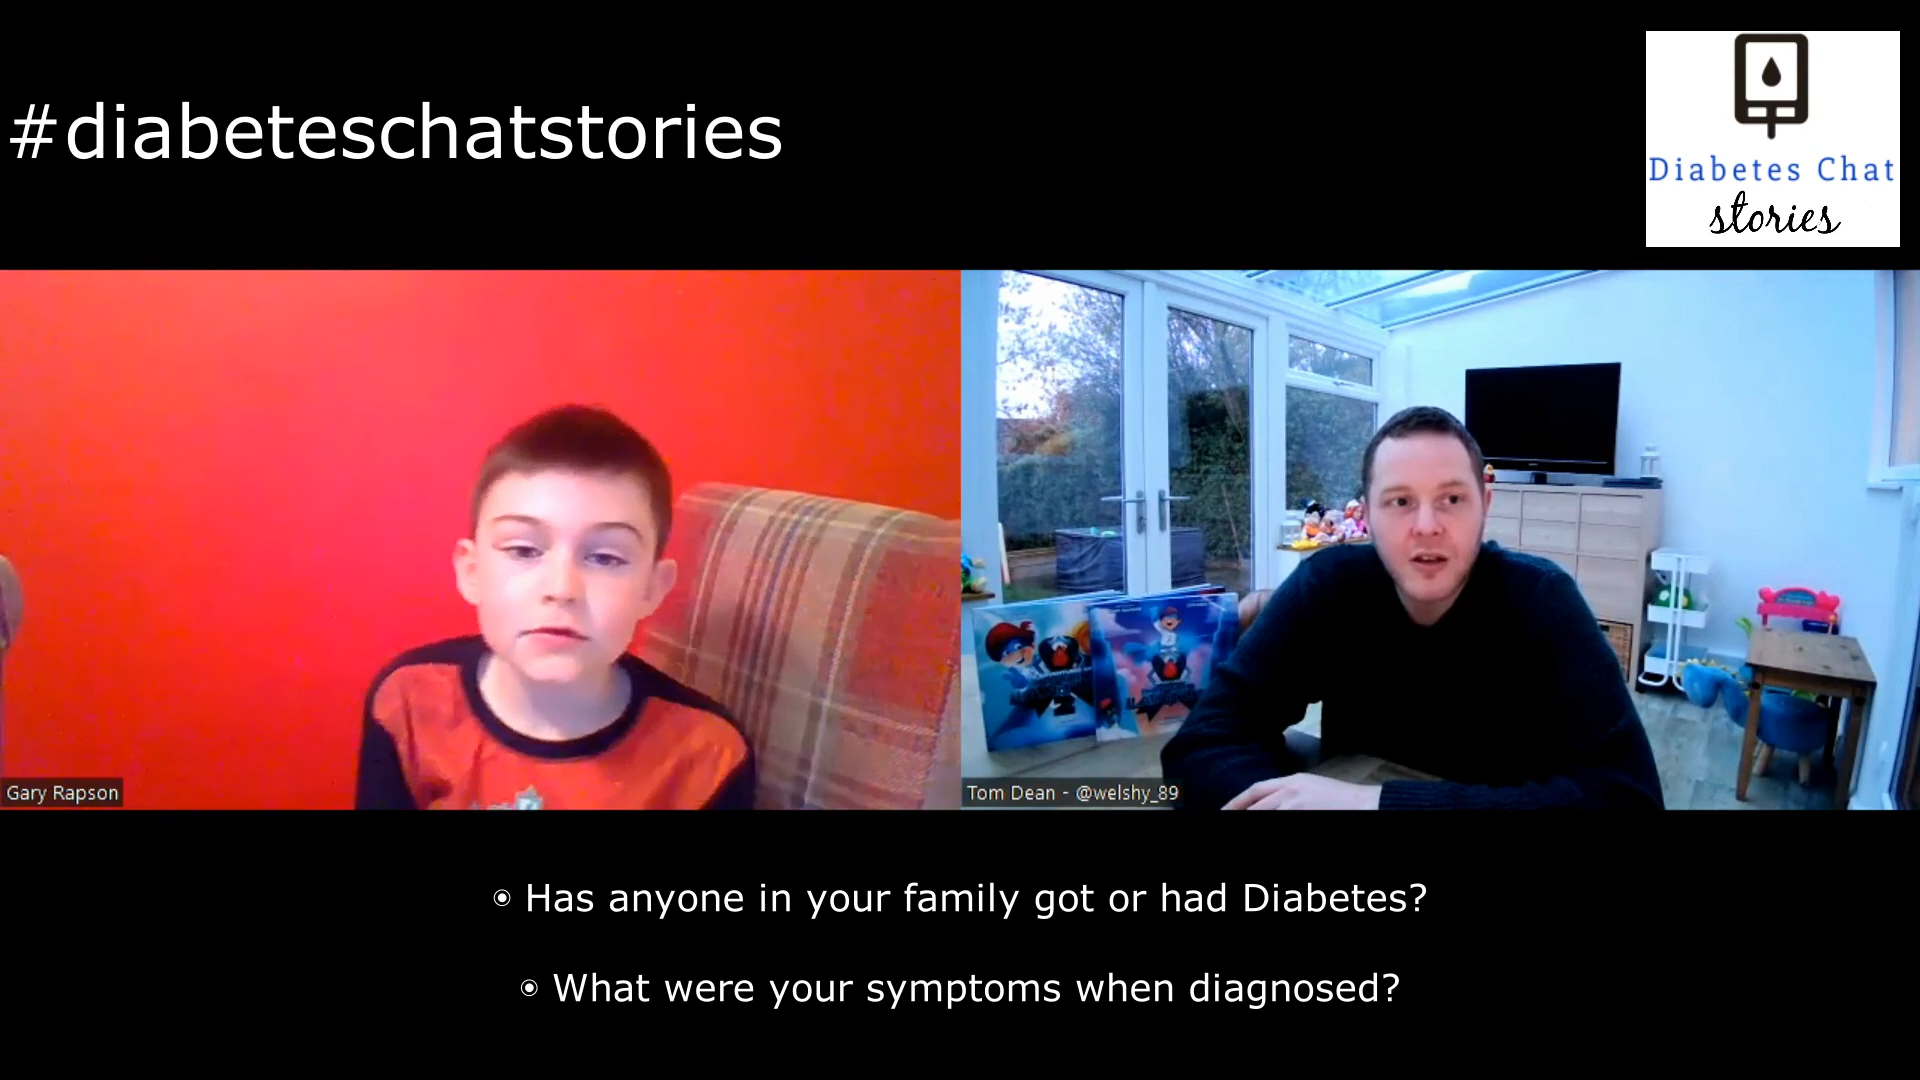 #diabeteschatstories
Diabetes Chat
stories
Gary Rapson
Tom Dean - @welshy_89
◉ Has anyone in your family got or had Diabetes?
◉ What were your symptoms when diagnosed?